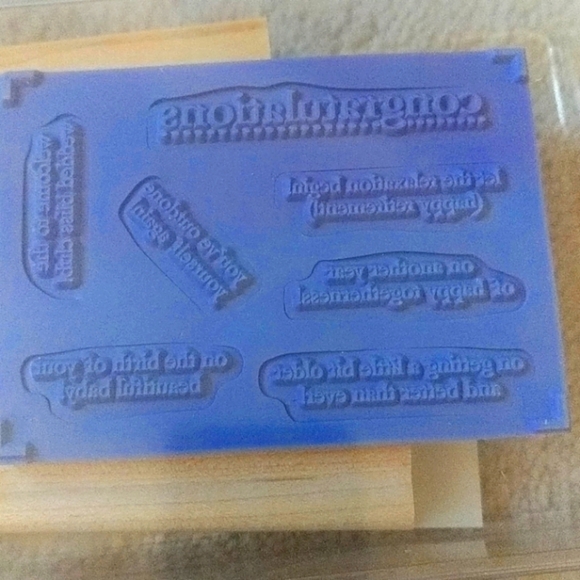 congratulations
let the relaxation begin!
(happy retirement!)
welcome to the
wedded bliss club!
you've outdone
yourself again!
on another year
of happy togetherness!
on the birth of your
beautiful baby
on getting a little bit older
and better than ever!